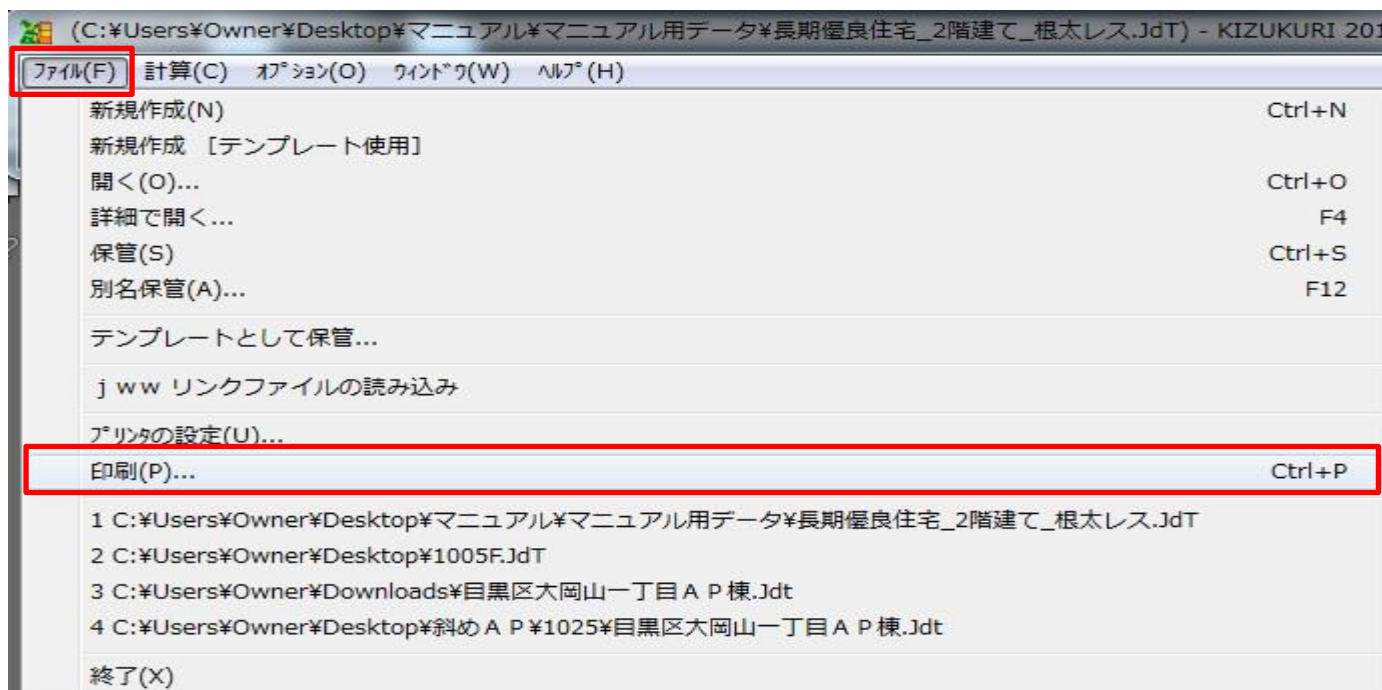 (C:¥Users¥Owner¥Desktop¥マニュアル¥マニュアル用データ¥長期優良住宅_2階建て_根太レス.JdT) - KIZUKURI 201
ﾌｧｲﾙ(F) 計算(C) ｵﾌﾟｼｮﾝ(O) ｳｨﾝﾄﾞｳ(W) ﾍﾙﾌﾟ(H)
新規作成(N) Ctrl+N
新規作成 [テンプレート使用]
開く(O)... Ctrl+O
詳細で開く... F4
保管(S) Ctrl+S
別名保管(A)... F12
テンプレートとして保管...
ｊｗｗ リンクファイルの読み込み
ﾌﾟﾘﾝﾀの設定(U)...
印刷(P)... Ctrl+P
1 C:¥Users¥Owner¥Desktop¥マニュアル¥マニュアル用データ¥長期優良住宅_2階建て_根太レス.JdT
2 C:¥Users¥Owner¥Desktop¥1005F.JdT
3 C:¥Users¥Owner¥Downloads¥目黒区大岡山一丁目ＡＰ棟.Jdt
4 C:¥Users¥Owner¥Desktop¥斜めＡＰ¥1025¥目黒区大岡山一丁目ＡＰ棟.Jdt
終了(X)